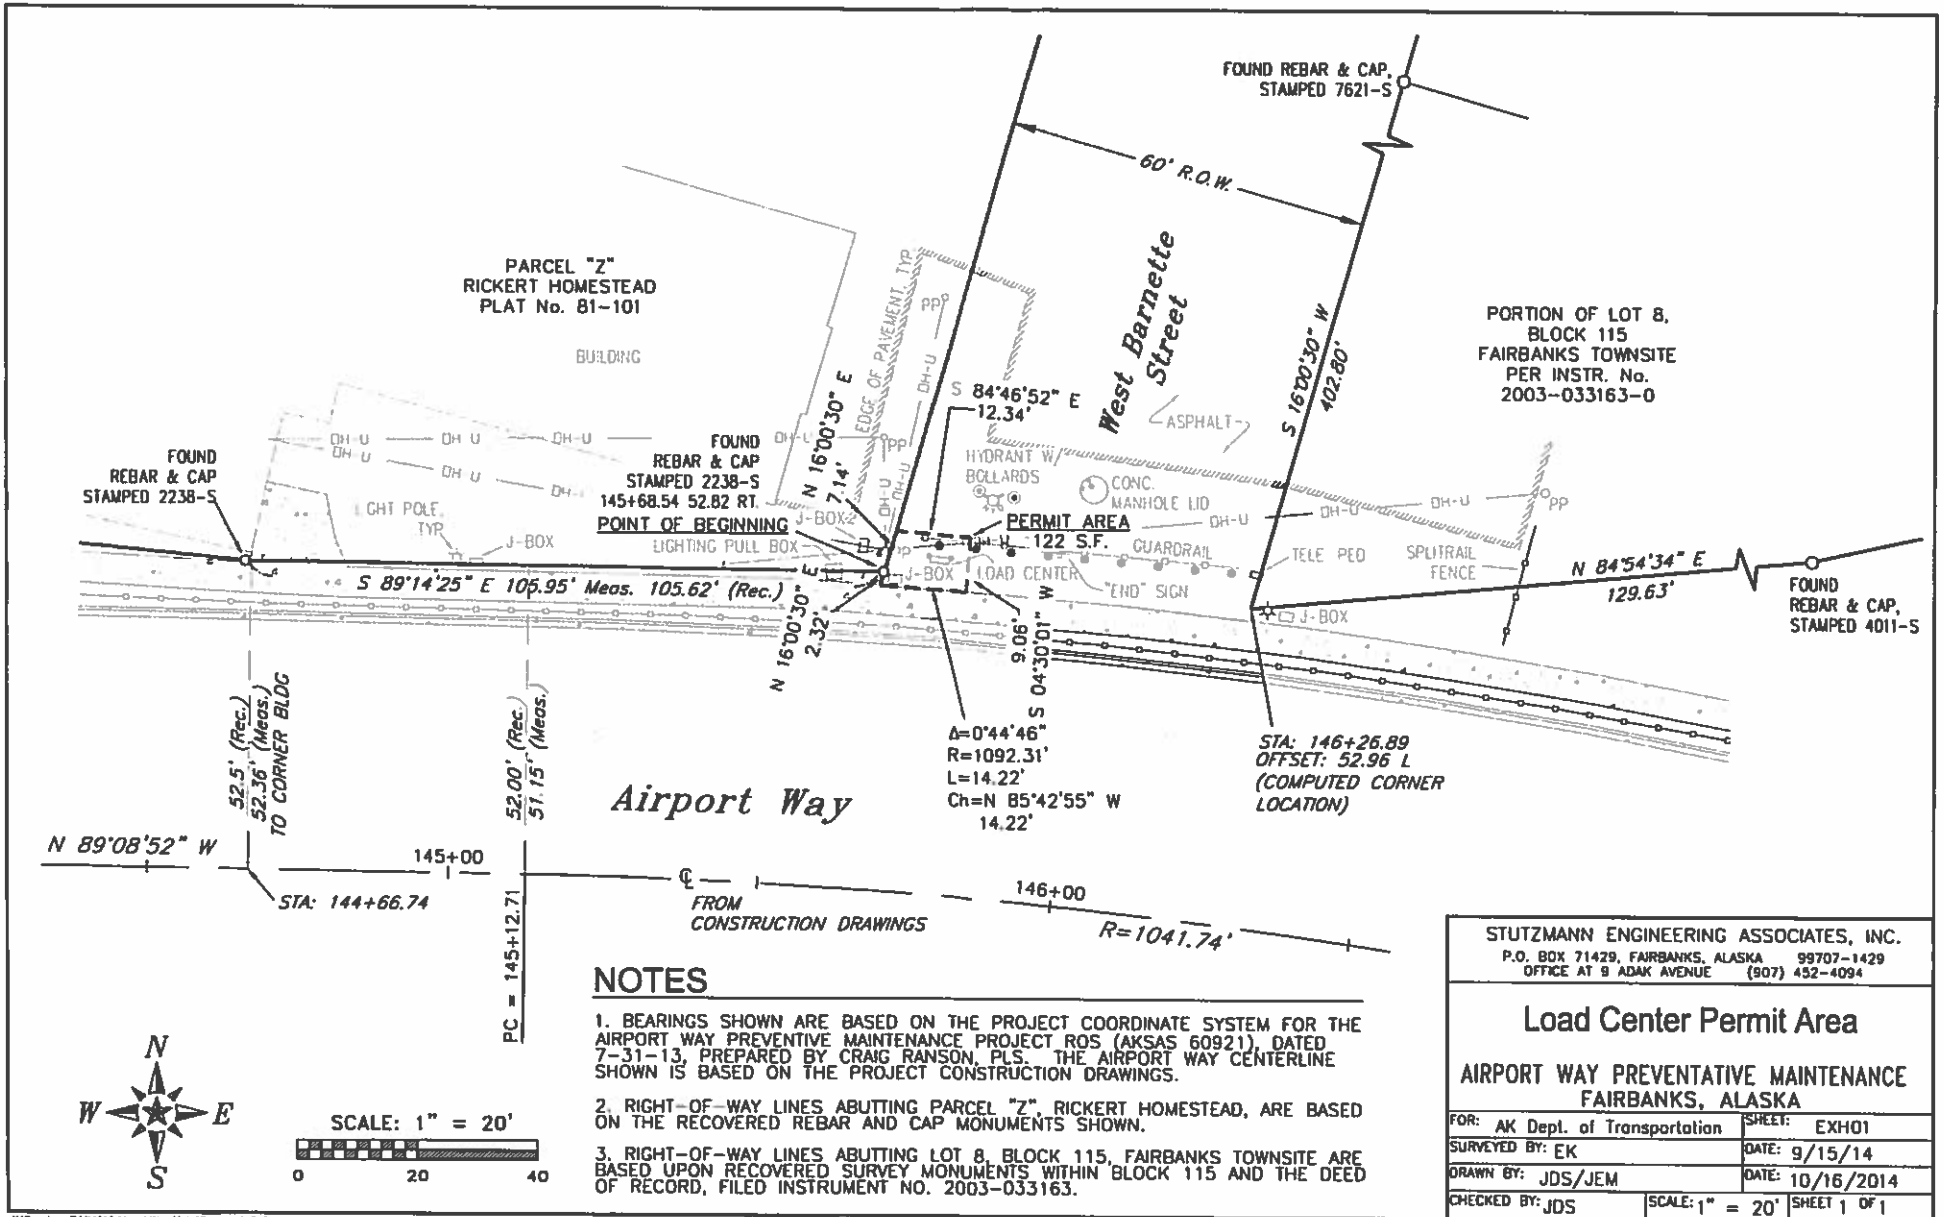 FOUND REBAR & CAP,
STAMPED 7621-S
60' R.O.W.
PARCEL "Z"
RICKERT HOMESTEAD
PLAT No. 81-101
BUILDING
EDGE OF PAVEMENT, TYP
PP
OH-U
West Barnette
Street
S 16°00'30" W
402.80'
PORTION OF LOT 8,
BLOCK 115
FAIRBANKS TOWNSITE
PER INSTR. No.
2003-033163-0
S 84°46'52" E
12.34'
N 16°00'30" E
7.14'
ASPHALT
OH-U
OH-U
OH-U
OH-U
OH-U
OH-U
OH-U
PP
FOUND
REBAR & CAP
STAMPED 2238-S
FOUND
REBAR & CAP
STAMPED 2238-S
145+68.54 52.82 RT.
POINT OF BEGINNING
HYDRANT W/
BOLLARDS
CONC.
MANHOLE LID
OH-U
OH-U
OH-U
PP
LIGHT POLE,
TYP
J-BOX
J-BOX
LIGHTING PULL BOX
PERMIT AREA
122 S.F.
GUARDRAIL
TELE PED
SPLITRAIL
FENCE
J-BOX
LOAD CENTER
"END" SIGN
J-BOX
N 84°54'34" E
129.63'
FOUND
REBAR & CAP,
STAMPED 4011-S
S 89°14'25" E 105.95' Meas. 105.62' (Rec.)
N 16°00'30" E
2.32'
9.06'
S 04°30'01" W
52.5' (Rec.)
52.36' (Meas.)
TO CORNER BLDG
52.00' (Rec.)
51.15' (Meas.)
Δ=0°44'46"
R=1092.31'
L=14.22'
Ch=N 85°42'55" W
14.22'
STA: 146+26.89
OFFSET: 52.96 L
(COMPUTED CORNER
LOCATION)
Airport Way
N 89°08'52" W
145+00
STA: 144+66.74
PC = 145+12.71
FROM
CONSTRUCTION DRAWINGS
146+00
R=1041.74'
NOTES
1. BEARINGS SHOWN ARE BASED ON THE PROJECT COORDINATE SYSTEM FOR THE
AIRPORT WAY PREVENTIVE MAINTENANCE PROJECT ROS (AKSAS 60921), DATED
7-31-13, PREPARED BY CRAIG RANSON, PLS. THE AIRPORT WAY CENTERLINE
SHOWN IS BASED ON THE PROJECT CONSTRUCTION DRAWINGS.
2. RIGHT-OF-WAY LINES ABUTTING PARCEL "Z", RICKERT HOMESTEAD, ARE BASED
ON THE RECOVERED REBAR AND CAP MONUMENTS SHOWN.
3. RIGHT-OF-WAY LINES ABUTTING LOT 8, BLOCK 115, FAIRBANKS TOWNSITE ARE
BASED UPON RECOVERED SURVEY MONUMENTS WITHIN BLOCK 115 AND THE DEED
OF RECORD, FILED INSTRUMENT NO. 2003-033163.
N
W E
S
SCALE: 1" = 20'
0 20 40
STUTZMANN ENGINEERING ASSOCIATES, INC.
P.O. BOX 71429, FAIRBANKS, ALASKA 99707-1429
OFFICE AT 9 ADAK AVENUE (907) 452-4094
Load Center Permit Area
AIRPORT WAY PREVENTATIVE MAINTENANCE
FAIRBANKS, ALASKA
FOR: AK Dept. of Transportation SHEET: EXH01
SURVEYED BY: EK DATE: 9/15/14
DRAWN BY: JDS/JEM DATE: 10/16/2014
CHECKED BY: JDS SCALE: 1" = 20' SHEET 1 OF 1